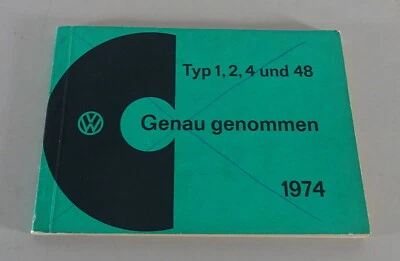 Typ 1, 2, 4 und 48
VW
Genau genommen
1974